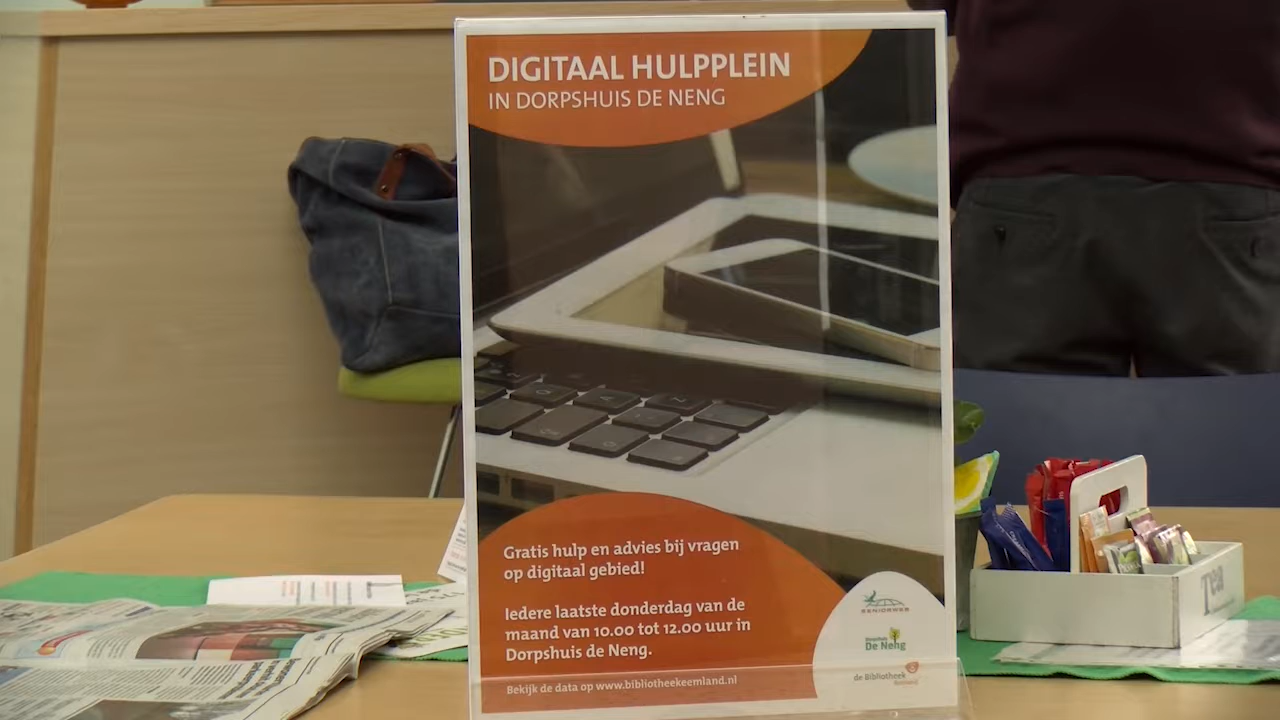 DIGITAAL HULPPLEIN
IN DORPSHUIS DE NENG
Gratis hulp en advies bij vragen
op digitaal gebied!
Iedere laatste donderdag van de
maand van 10.00 tot 12.00 uur in
Dorpshuis de Neng.
Bekijk de data op www.bibliotheekeemland.nl
SENIORWEB
Dorpshuis
De Neng
de Bibliotheek
Eemland
Tea